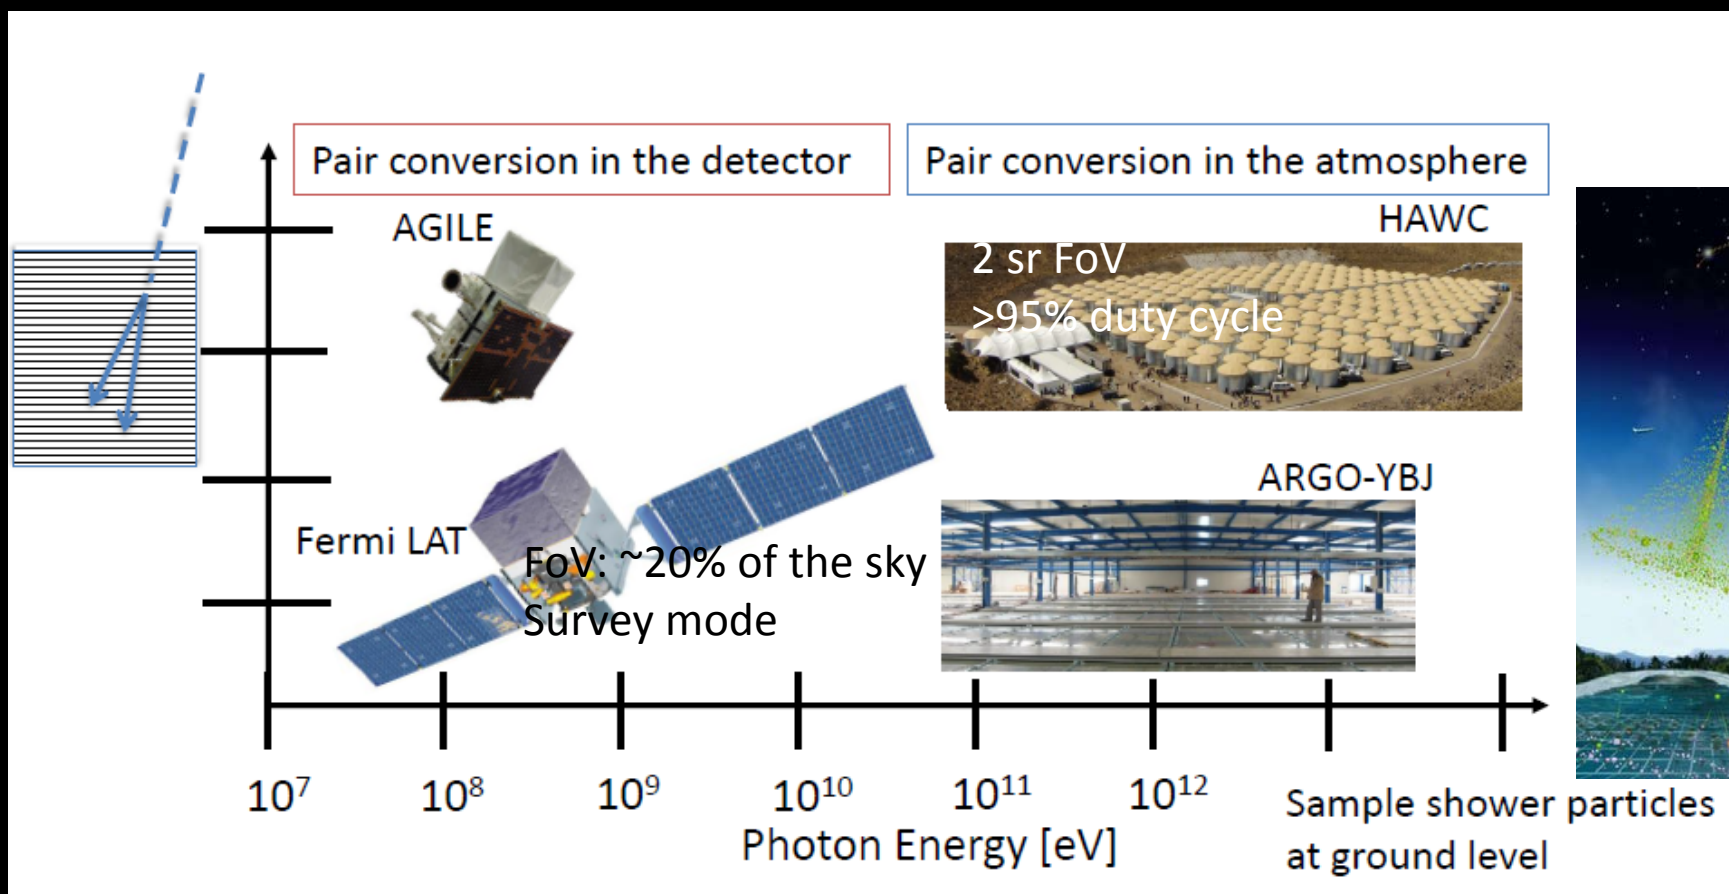 Pair conversion in the detector
Pair conversion in the atmosphere
AGILE
HAWC
2 sr FoV
>95% duty cycle
ARGO-YBJ
Fermi LAT
FoV: ~20% of the sky
Survey mode
10⁷ 10⁸ 10⁹ 10¹⁰ 10¹¹ 10¹²
Photon Energy [eV]
Sample shower particles
at ground level